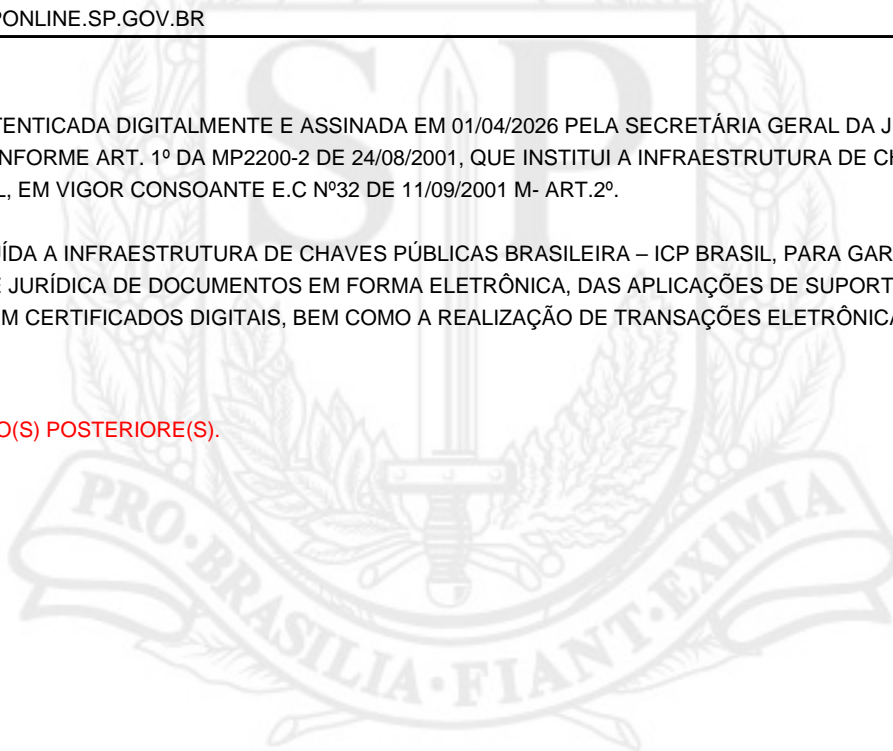 PONLINE.SP.GOV.BR
TENTICADA DIGITALMENTE E ASSINADA EM 01/04/2026 PELA SECRETÁRIA GERAL DA J
NFORME ART. 1º DA MP2200-2 DE 24/08/2001, QUE INSTITUI A INFRAESTRUTURA DE CH
L, EM VIGOR CONSOANTE E.C Nº32 DE 11/09/2001 M- ART.2º.
UÍDA A INFRAESTRUTURA DE CHAVES PÚBLICAS BRASILEIRA – ICP BRASIL, PARA GAR
E JURÍDICA DE DOCUMENTOS EM FORMA ELETRÔNICA, DAS APLICAÇÕES DE SUPORT
EM CERTIFICADOS DIGITAIS, BEM COMO A REALIZAÇÃO DE TRANSAÇÕES ELETRÔNICA
O(S) POSTERIORE(S).
SP
PRO·BRASILIA·FIANT·EXIMIA